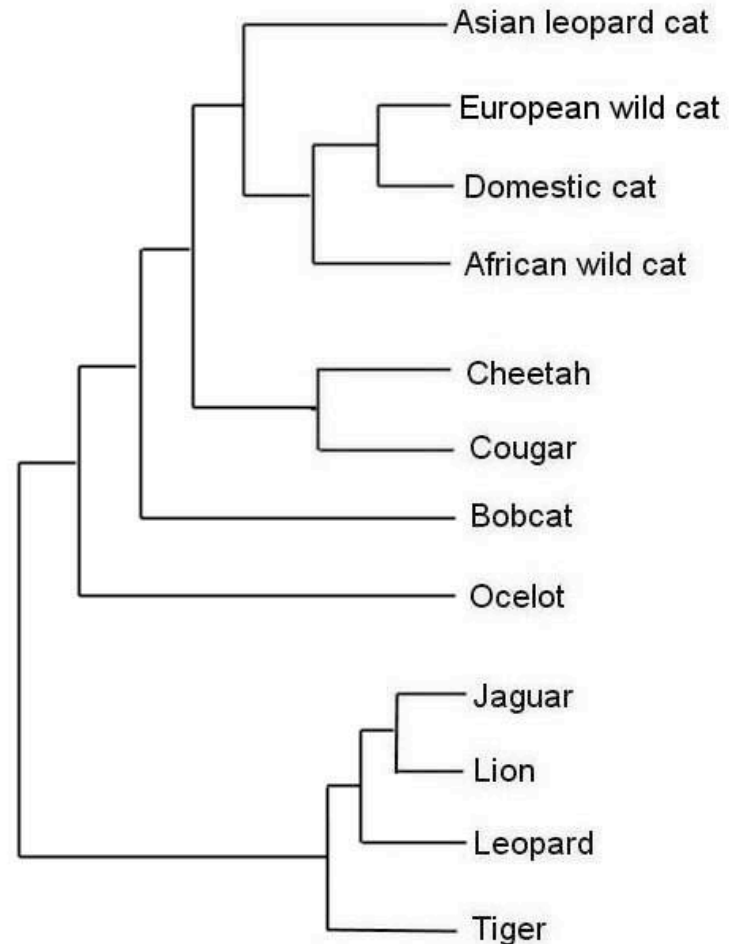 Asian leopard cat
European wild cat
Domestic cat
African wild cat
Cheetah
Cougar
Bobcat
Ocelot
Jaguar
Lion
Leopard
Tiger